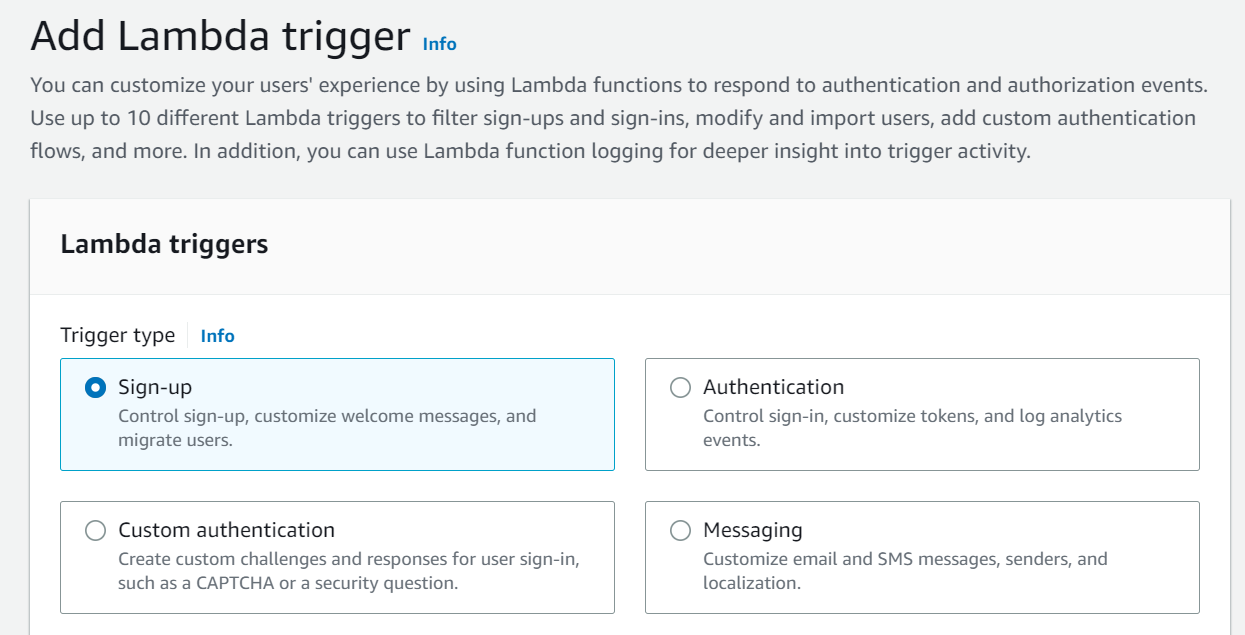 Add Lambda trigger Info
You can customize your users' experience by using Lambda functions to respond to authentication and authorization events.
Use up to 10 different Lambda triggers to filter sign-ups and sign-ins, modify and import users, add custom authentication
flows, and more. In addition, you can use Lambda function logging for deeper insight into trigger activity.
Lambda triggers
Trigger type Info
Sign-up
Control sign-up, customize welcome messages, and
migrate users.
Authentication
Control sign-in, customize tokens, and log analytics
events.
Custom authentication
Create custom challenges and responses for user sign-in,
such as a CAPTCHA or a security question.
Messaging
Customize email and SMS messages, senders, and
localization.